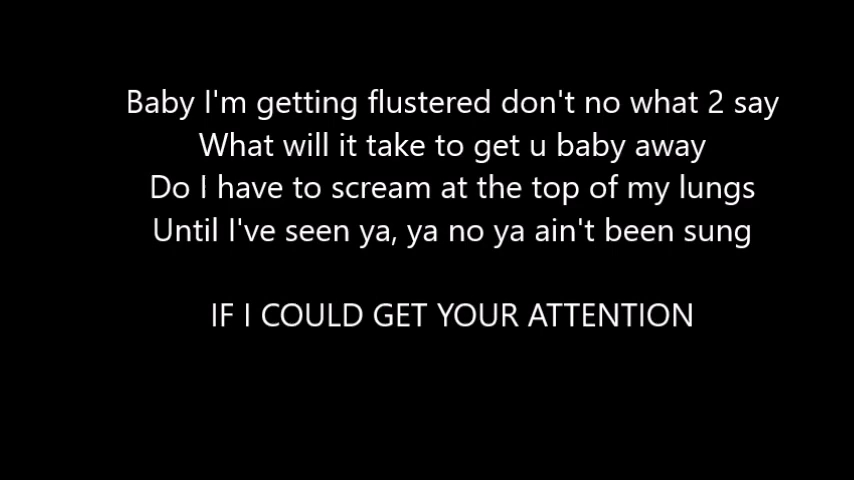 Baby I'm getting flustered don't no what 2 say
What will it take to get u baby away
Do I have to scream at the top of my lungs
Until I've seen ya, ya no ya ain't been sung
IF I COULD GET YOUR ATTENTION